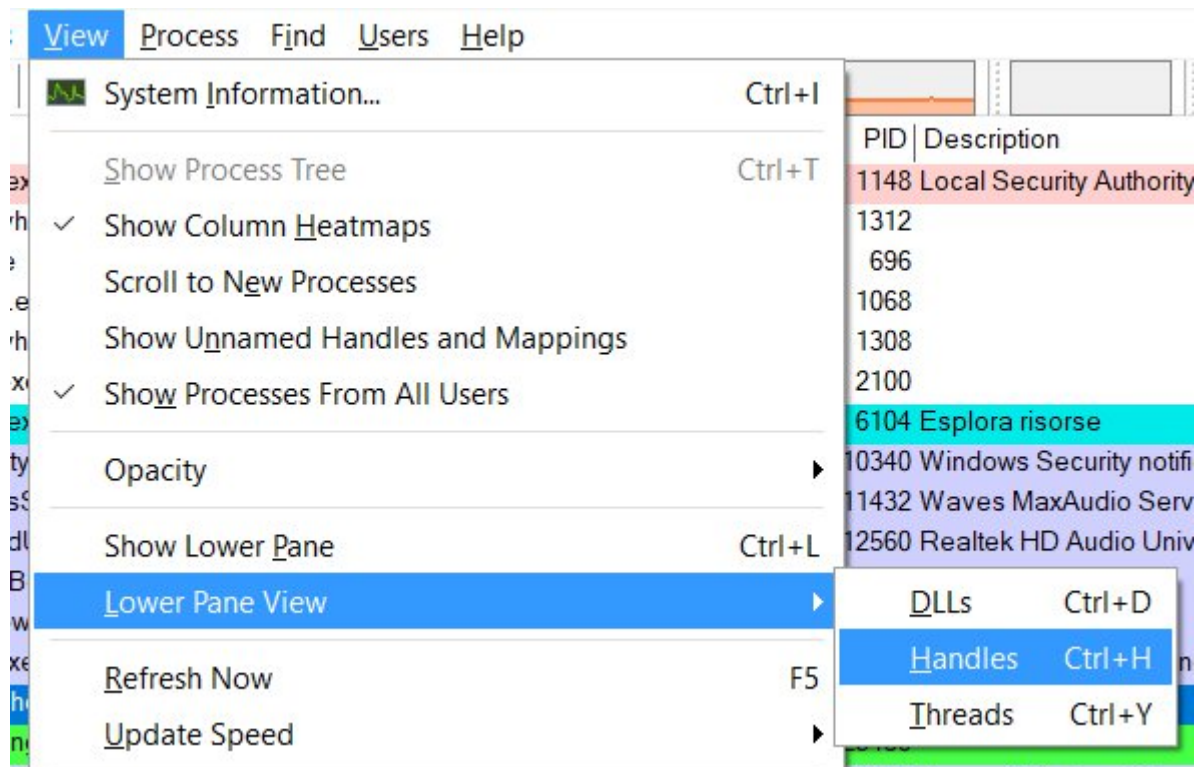 View Process Find Users Help
System Information... Ctrl+I
PID Description
Show Process Tree Ctrl+T
1148 Local Security Authority
Show Column Heatmaps
1312
696
Scroll to New Processes
1068
Show Unnamed Handles and Mappings
1308
Show Processes From All Users
2100
6104 Esplora risorse
Opacity
10340 Windows Security
11432 Waves MaxAudio
Show Lower Pane Ctrl+L
12560 Realtek HD Audio
Lower Pane View
DLLs Ctrl+D
Handles Ctrl+H
Threads Ctrl+Y
Refresh Now F5
Update Speed